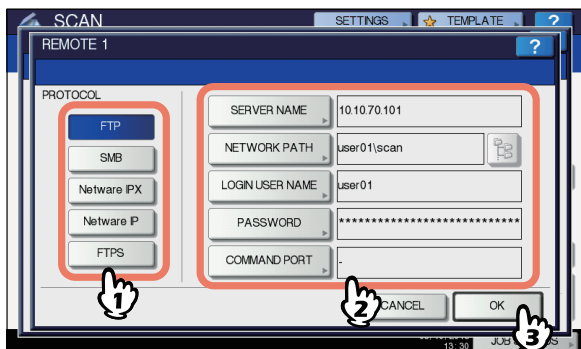 SCAN
SETTINGS
TEMPLATE
?
REMOTE 1
?
PROTOCOL
FTP
SMB
Netware IPX
Netware IP
FTPS
SERVER NAME
10.10.70.101
NETWORK PATH
user01\scan
LOGIN USER NAME
user01
PASSWORD
****************************
COMMAND PORT
-
CANCEL
OK
1
2
3
13:30
JOB